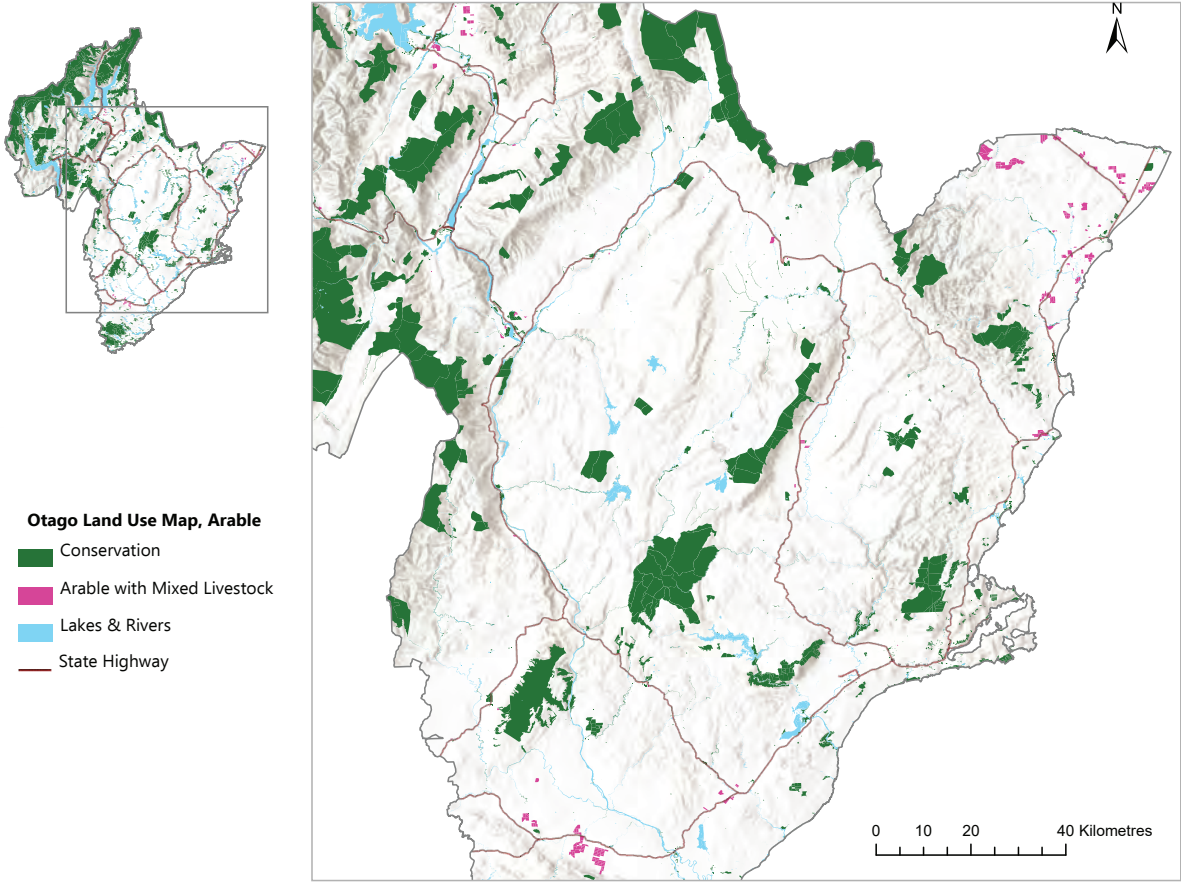 N
Otago Land Use Map, Arable
Conservation
Arable with Mixed Livestock
Lakes & Rivers
State Highway
0 10 20 40 Kilometres